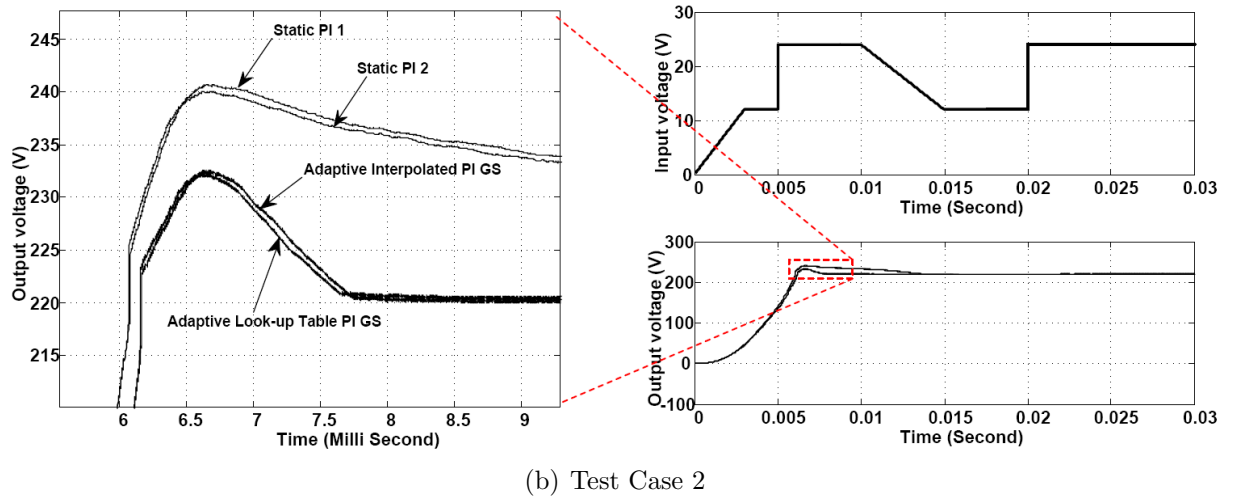 245
240
235
230
225
220
215
Output voltage (V)
Static PI 1
Static PI 2
Adaptive Interpolated PI GS
Adaptive Look-up Table PI GS
6 6.5 7 7.5 8 8.5 9
Time (Milli Second)
30
20
10
0
Input voltage (V)
0 0.005 0.01 0.015 0.02 0.025 0.03
Time (Second)
300
200
100
0
-100
Output voltage (V)
0 0.005 0.01 0.015 0.02 0.025 0.03
Time (Second)
(b) Test Case 2